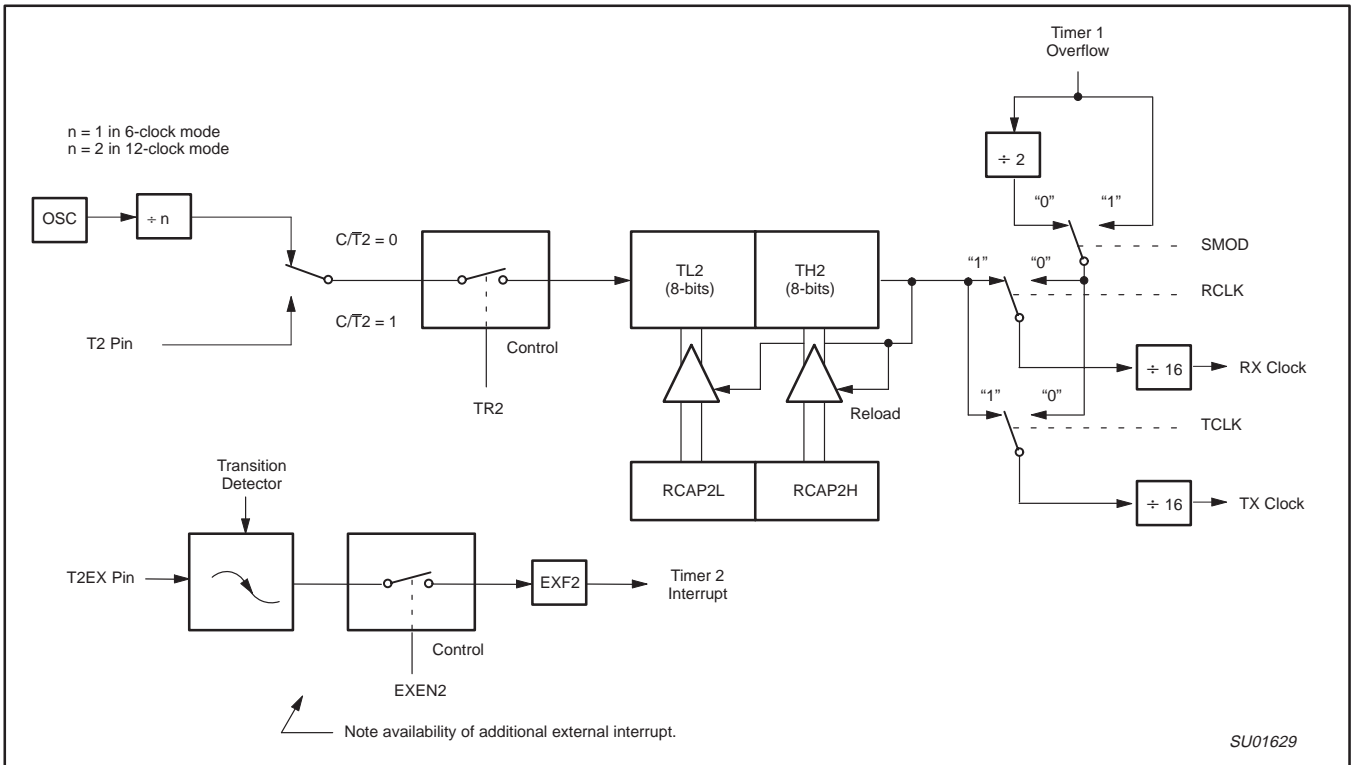 Timer 1
Overflow
n = 1 in 6-clock mode
n = 2 in 12-clock mode
÷ 2
"0"
"1"
OSC
÷ n
C/T̅2 = 0
SMOD
TL2
(8-bits)
TH2
(8-bits)
"1"
"0"
RCLK
C/T̅2 = 1
T2 Pin
Control
÷ 16
RX Clock
TR2
Reload
"1"
"0"
TCLK
Transition
Detector
RCAP2L
RCAP2H
÷ 16
TX Clock
T2EX Pin
EXF2
Timer 2
Interrupt
Control
EXEN2
Note availability of additional external interrupt.
SU01629